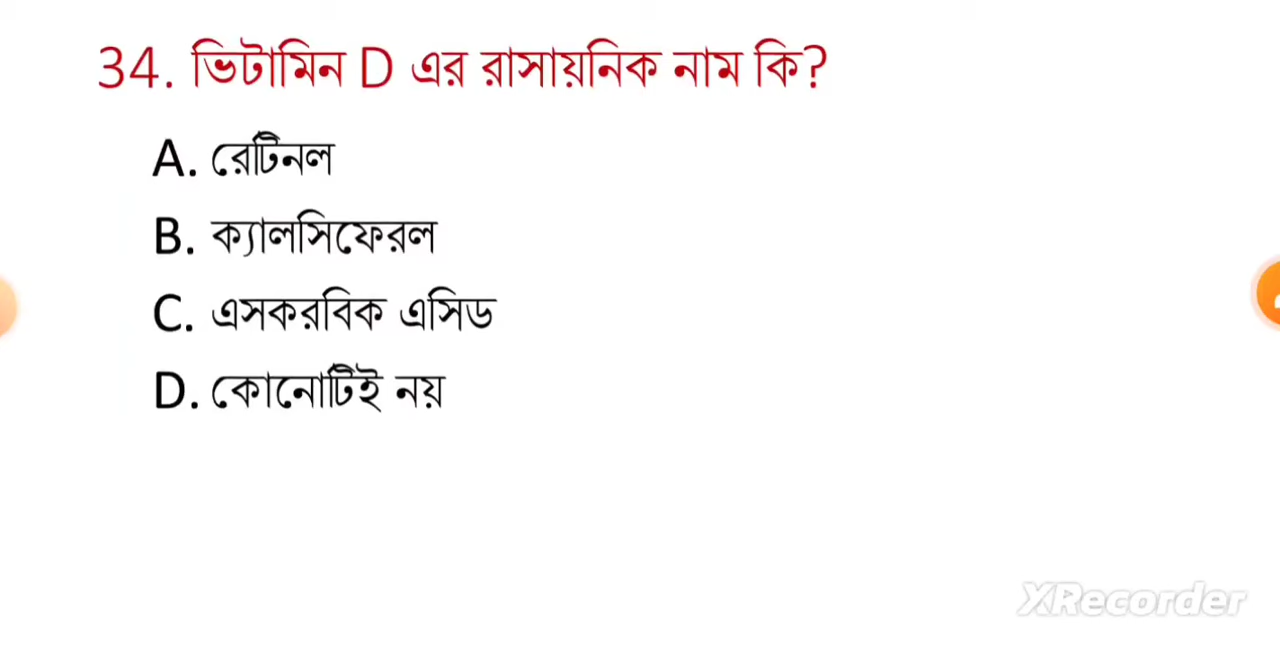 34. ভিটামিন D এর রাসায়নিক নাম কি?
A. রেটিনল
B. ক্যালসিফেরল
C. এসকরবিক এসিড
D. কোনোটিই নয়
XRecorder